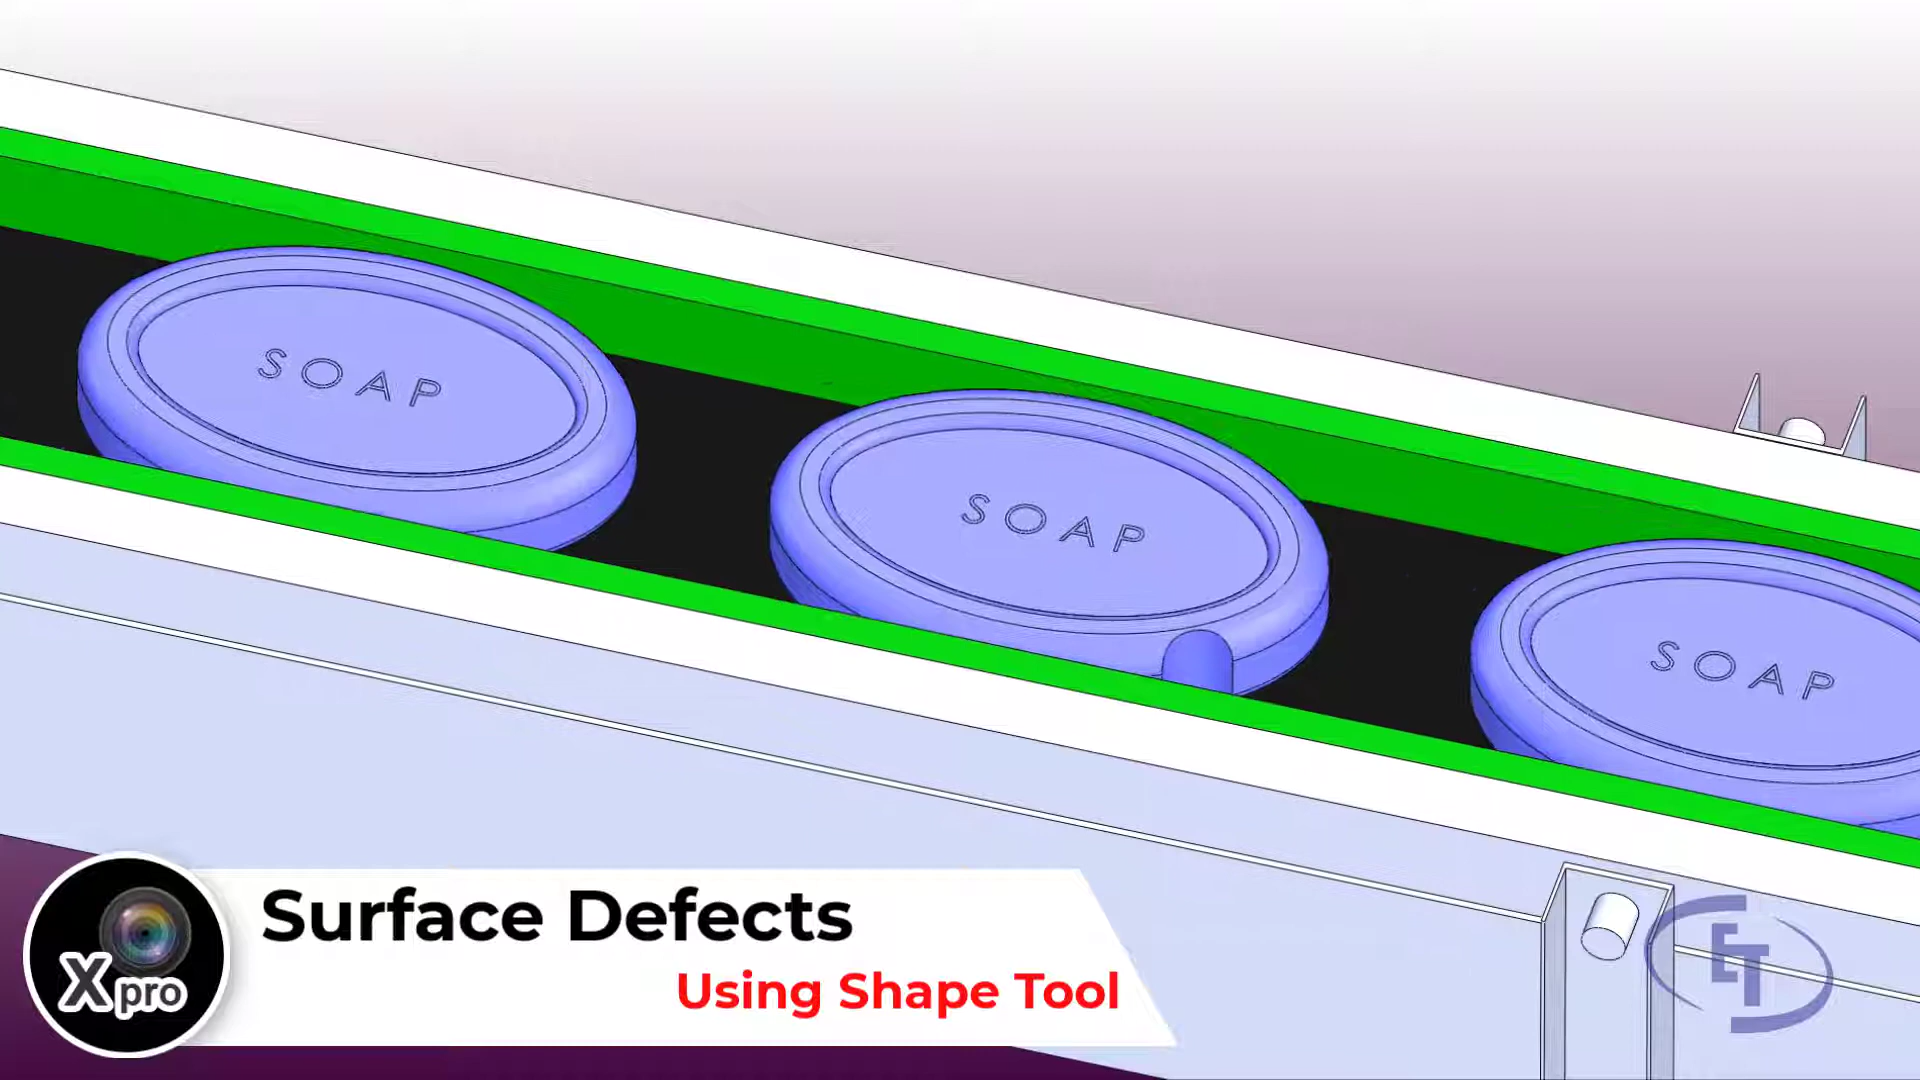 SOAP
SOAP
SOAP
Surface Defects
Using Shape Tool
Xpro
ET